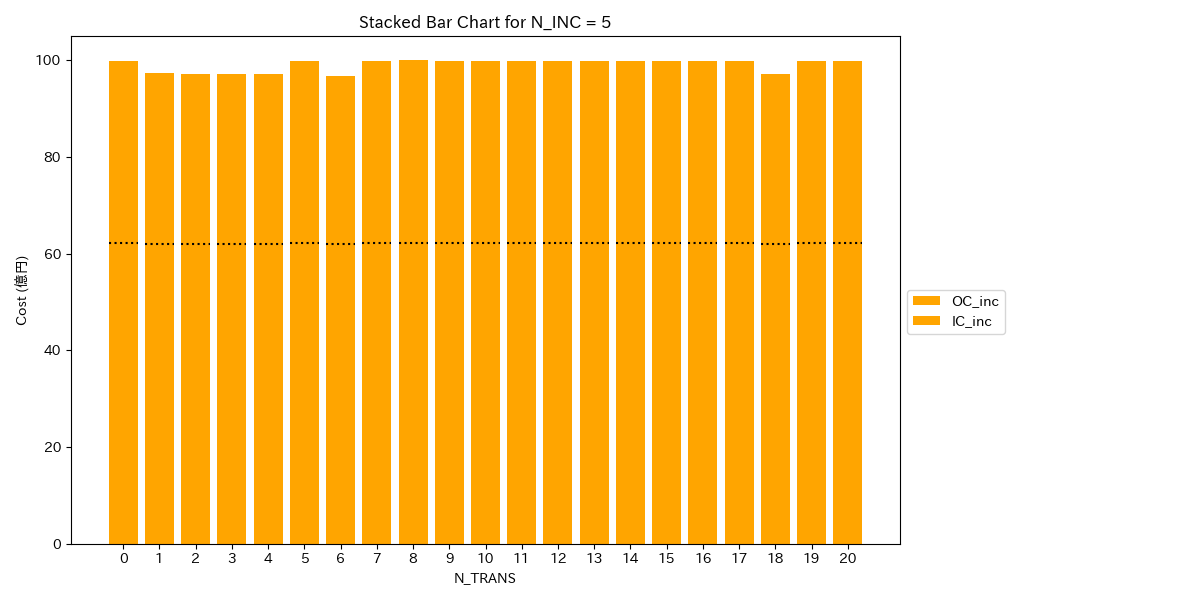 Stacked Bar Chart for N_INC = 5
100
80
60
40
20
0
Cost (億円)
0 1 2 3 4 5 6 7 8 9 10 11 12 13 14 15 16 17 18 19 20
N_TRANS
OC_inc
IC_inc